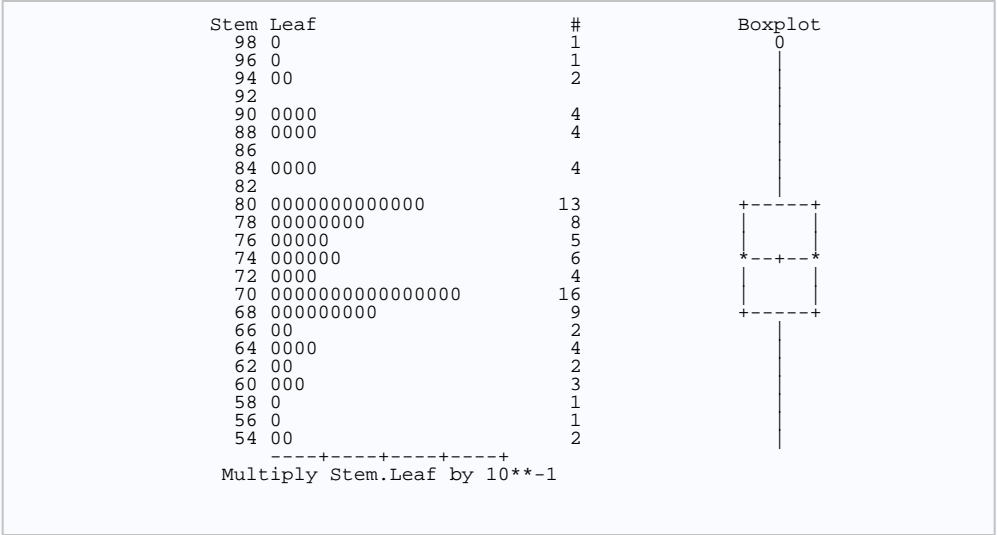 Stem Leaf # Boxplot
98 0 1 0
96 0 1 |
94 00 2 |
92 |
90 0000 4 |
88 0000 4 |
86 |
84 0000 4 |
82 |
80 0000000000000 13 +-----+
78 00000000 8 | |
76 00000 5 | |
74 000000 6 *--+--*
72 0000 4 | |
70 0000000000000000 16 | |
68 000000000 9 +-----+
66 00 2 |
64 0000 4 |
62 00 2 |
60 000 3 |
58 0 1 |
56 0 1 |
54 00 2 |
----+----+----+----+
Multiply Stem.Leaf by 10**-1